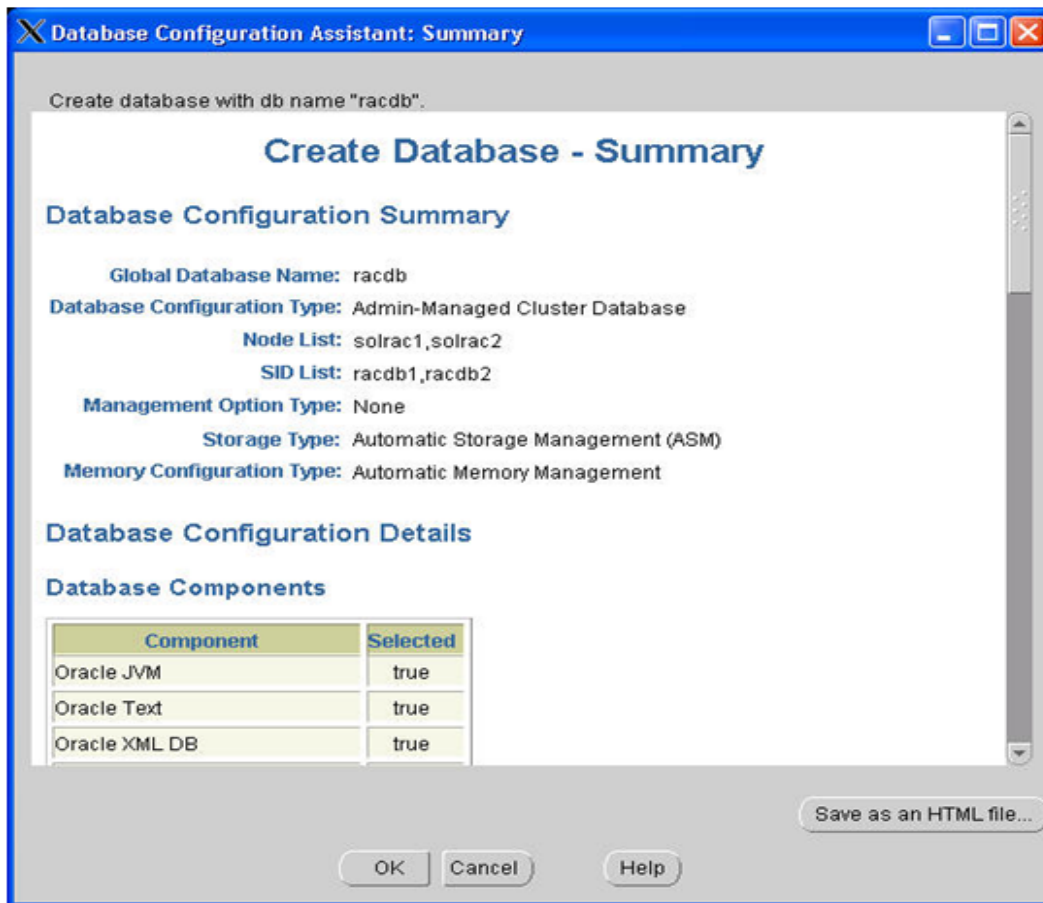 Database Configuration Assistant: Summary
Create database with db name "racdb".
Create Database - Summary
Database Configuration Summary
Global Database Name: racdb
Database Configuration Type: Admin-Managed Cluster Database
Node List: solrac1,solrac2
SID List: racdb1,racdb2
Management Option Type: None
Storage Type: Automatic Storage Management (ASM)
Memory Configuration Type: Automatic Memory Management
Database Configuration Details
Database Components
Component Selected
Oracle JVM true
Oracle Text true
Oracle XML DB true
Save as an HTML file...
OK Cancel Help